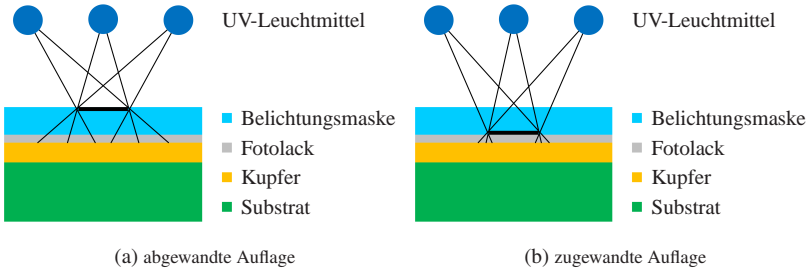 UV-Leuchtmittel
Belichtungsmaske
Fotolack
Kupfer
Substrat
(a) abgewandte Auflage
UV-Leuchtmittel
Belichtungsmaske
Fotolack
Kupfer
Substrat
(b) zugewandte Auflage